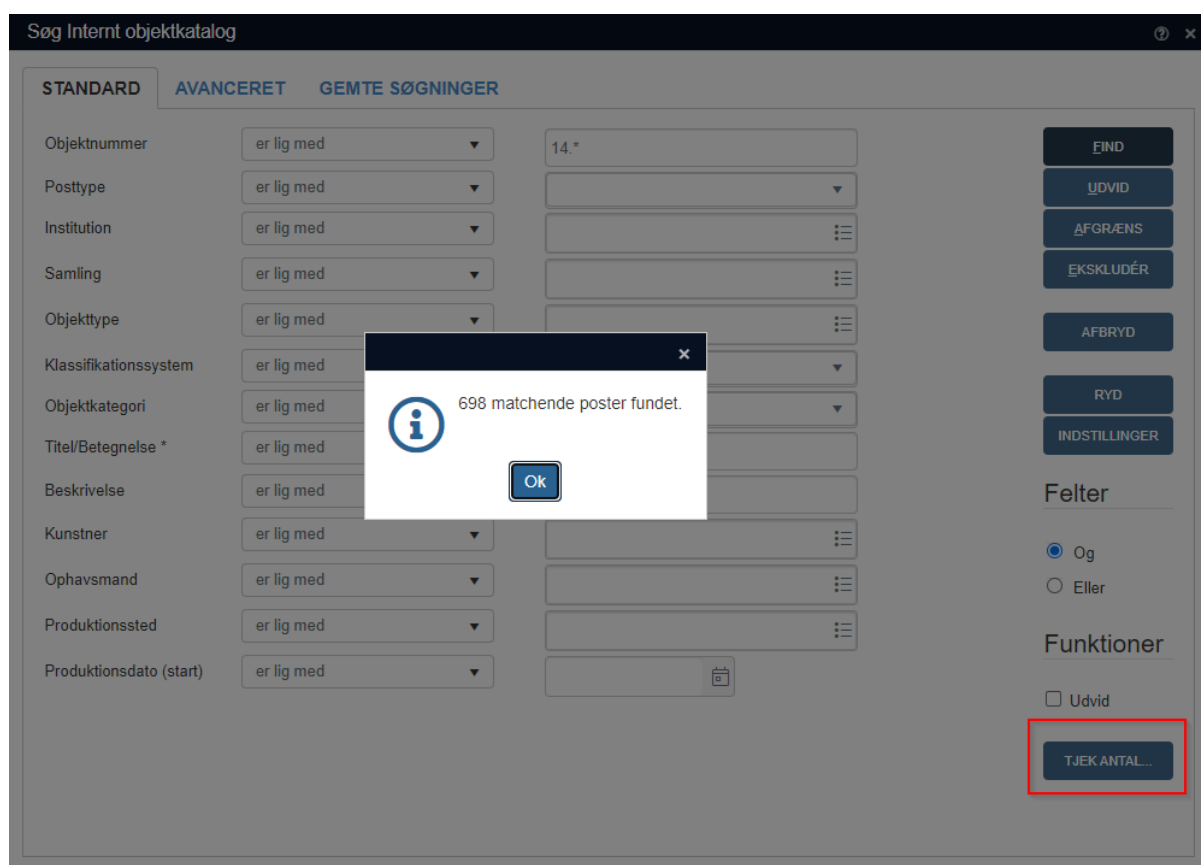 Søg Internt objektkatalog
STANDARD AVANCERET GEMTE SØGNINGER
Objektnummer er lig med 14.* FIND
Posttype er lig med UDVID
Institution er lig med AFGRÆNS
Samling er lig med EKSKLUDÉR
Objekttype er lig med AFBRYD
Klassifikationssystem er lig med
Objektkategori er lig med RYD
Titel/Betegnelse * er lig med INDSTILLINGER
Beskrivelse er lig med Felter
Kunstner er lig med Og
Ophavsmand er lig med Eller
Produktionssted er lig med Funktioner
Produktionsdato (start) er lig med
Udvid
TJEK ANTAL...
698 matchende poster fundet.
Ok